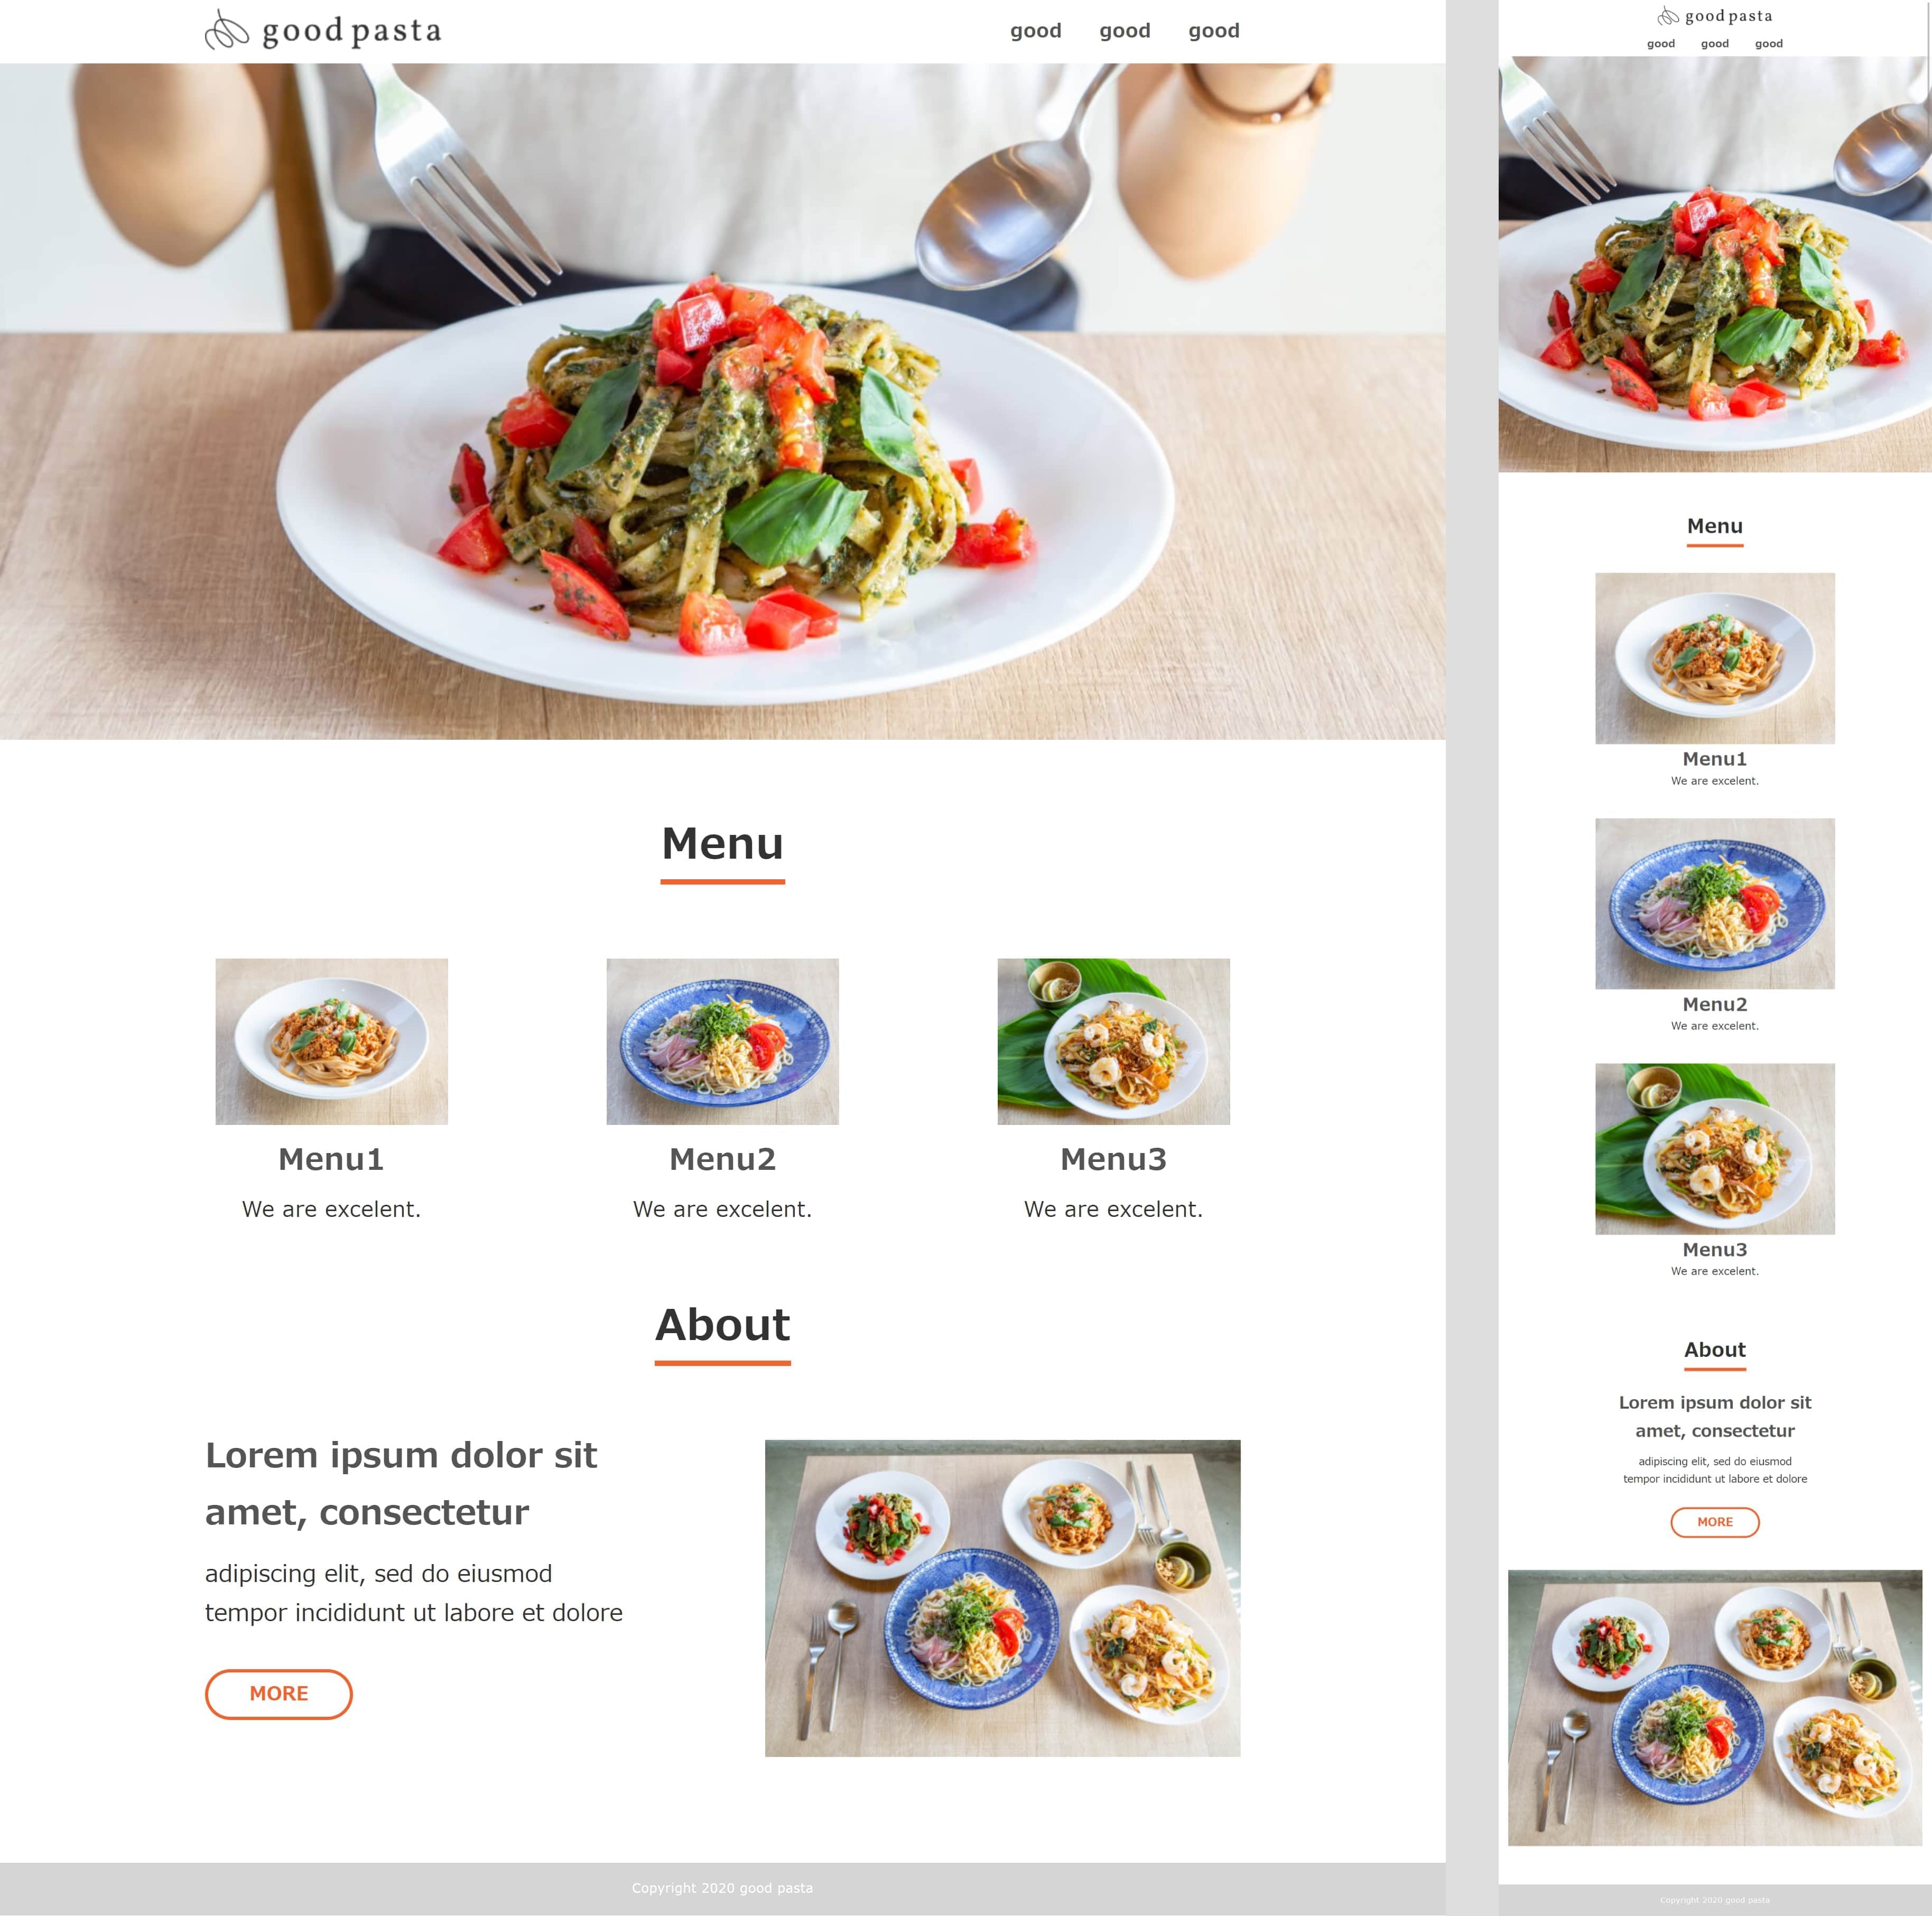 good pasta
good good good
Menu
Menu1
We are excelent.
Menu2
We are excelent.
Menu3
We are excelent.
About
Lorem ipsum dolor sit
amet, consectetur
adipiscing elit, sed do eiusmod
tempor incididunt ut labore et dolore
MORE
Copyright 2020 good pasta
good pasta
good good good
Menu
Menu1
We are excelent.
Menu2
We are excelent.
Menu3
We are excelent.
About
Lorem ipsum dolor sit
amet, consectetur
adipiscing elit, sed do eiusmod
tempor incididunt ut labore et dolore
MORE
Copyright 2020 good pasta